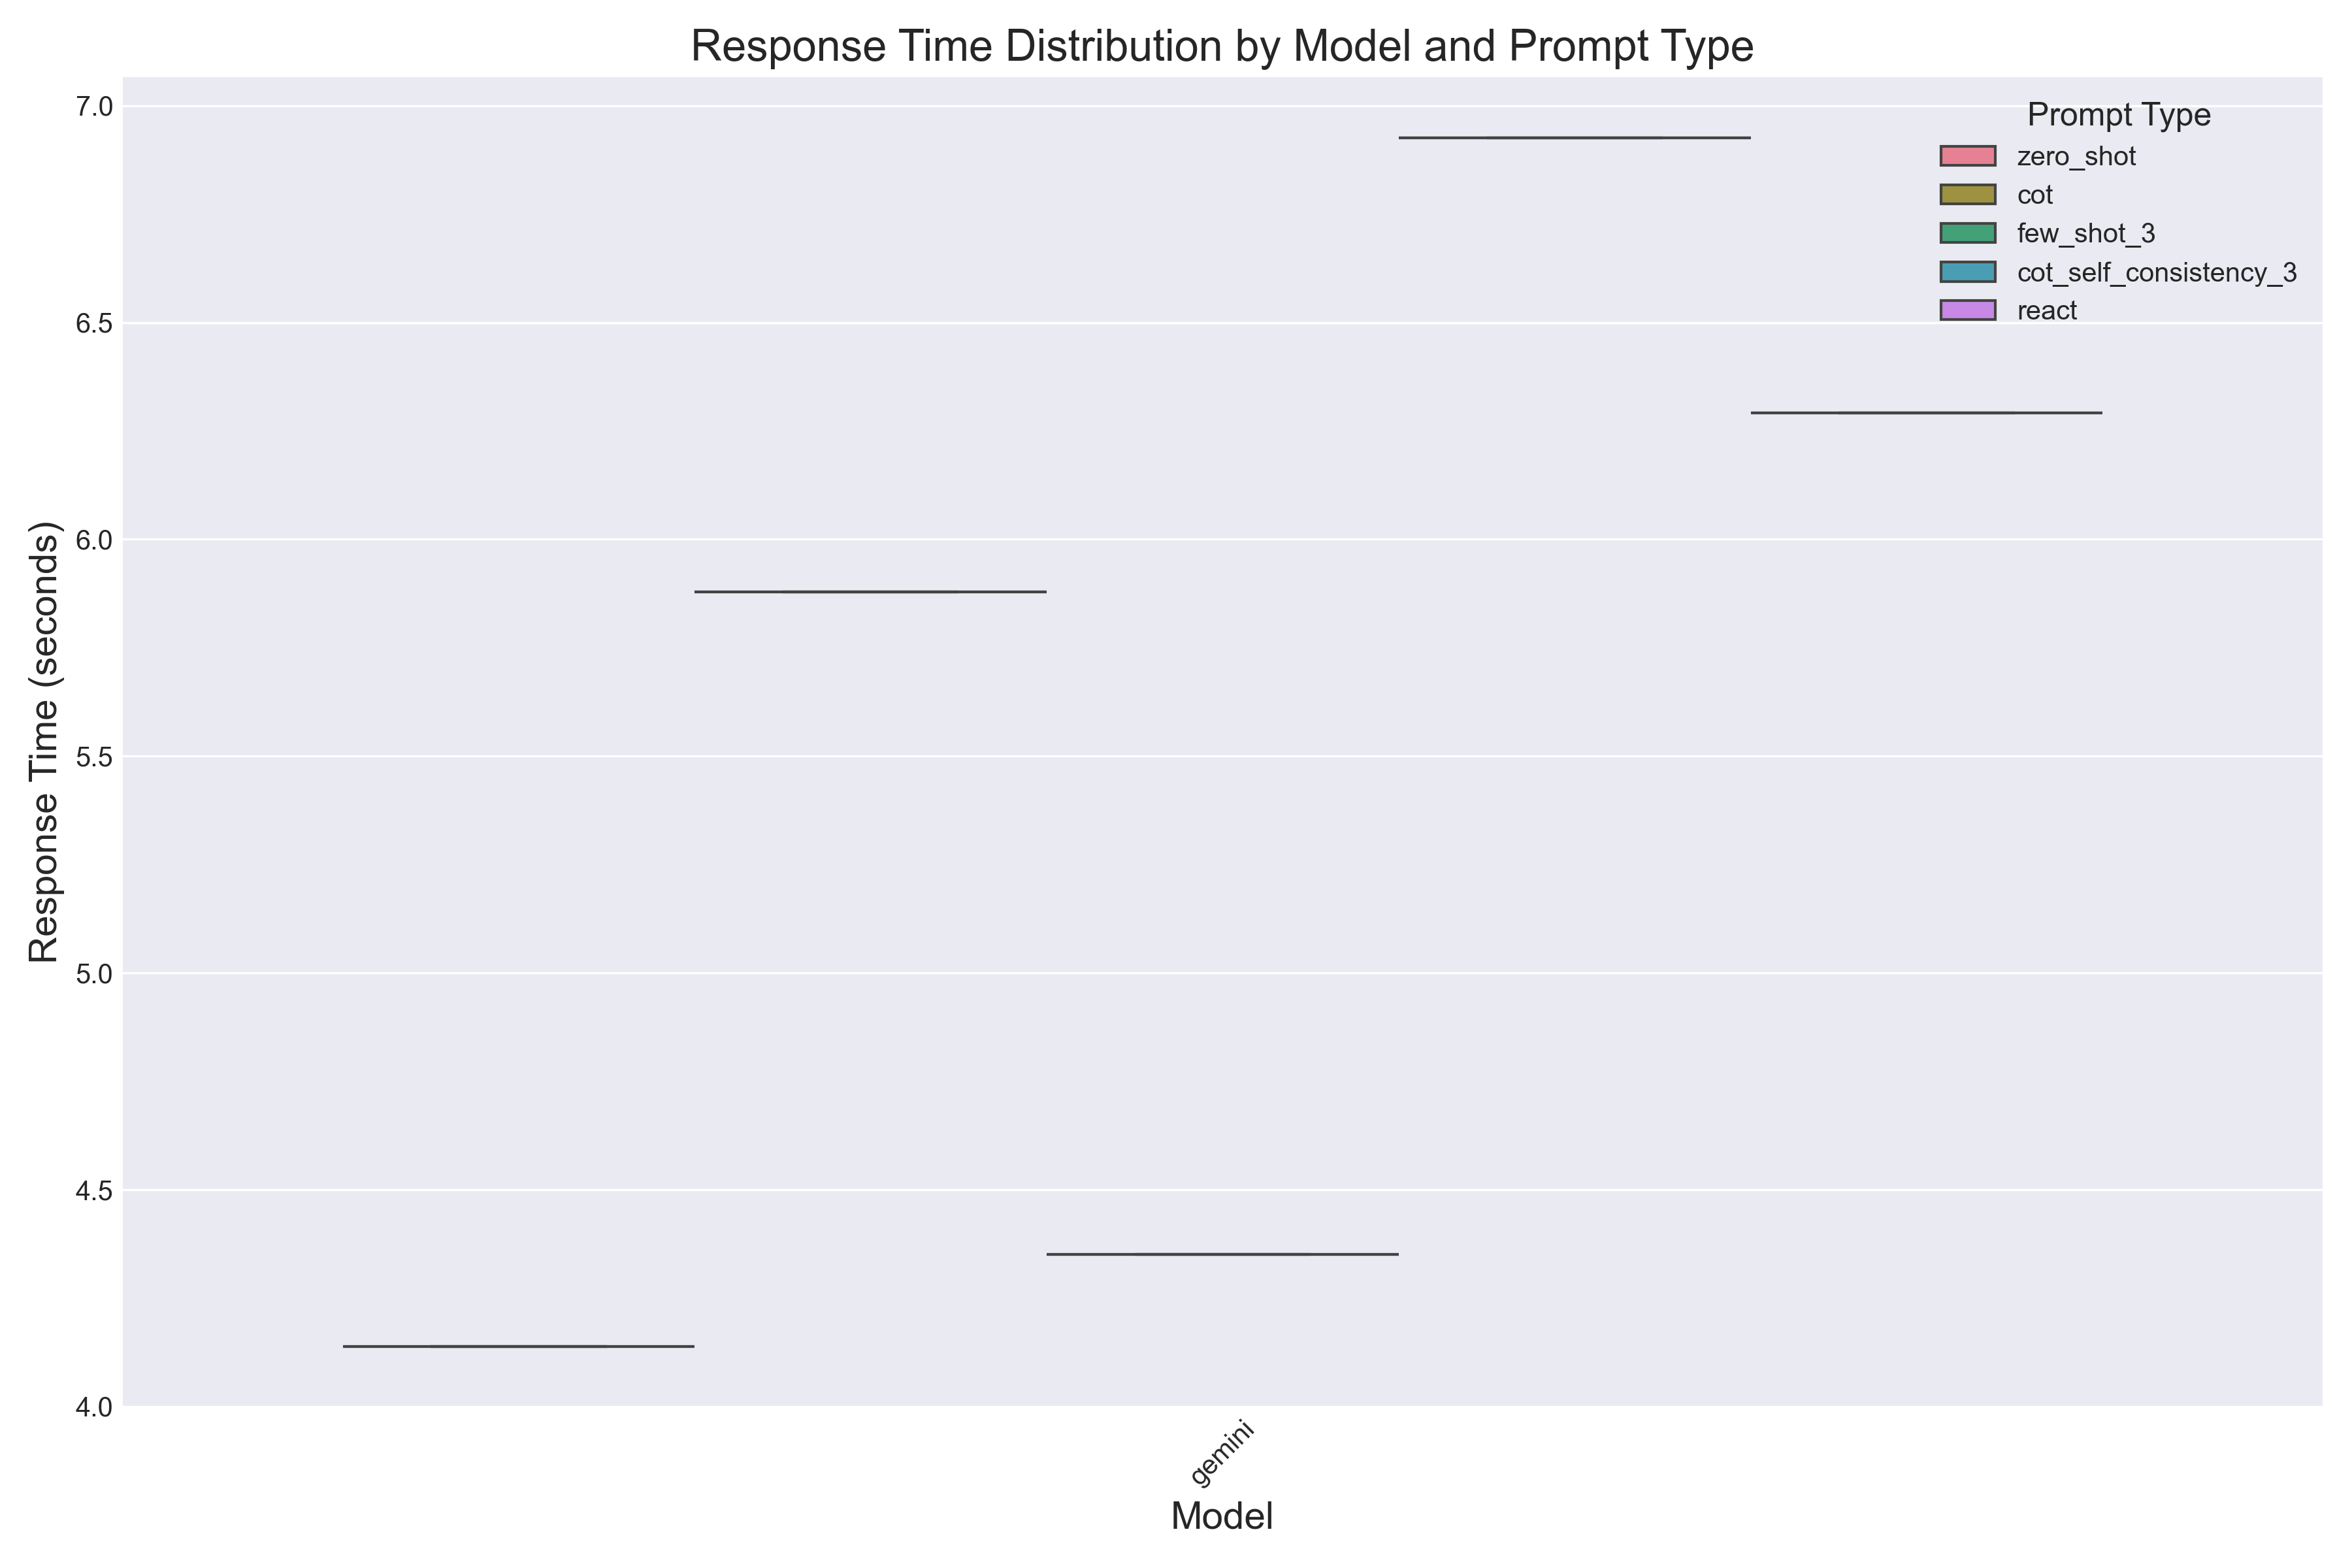 Response Time Distribution by Model and Prompt Type
Response Time (seconds)
7.0
6.5
6.0
5.5
5.0
4.5
4.0
Prompt Type
zero_shot
cot
few_shot_3
cot_self_consistency_3
react
gemini
Model